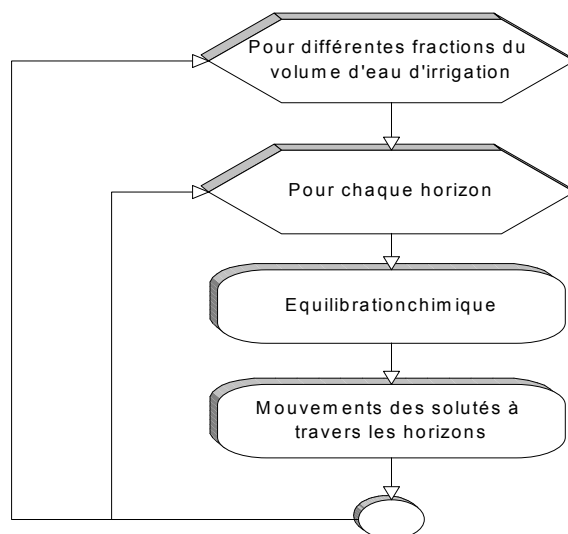 Pour différentes fractions du
volume d'eau d'irrigation
Pour chaque horizon
Equilibrationchimique
Mouvements des solutés à
travers les horizons